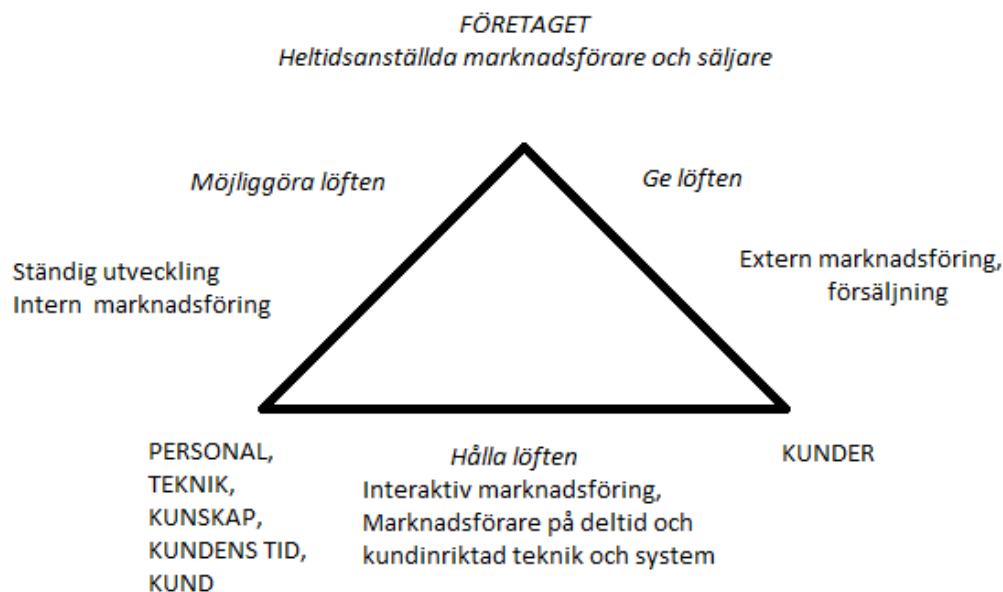 FÖRETAGET
Heltidsanställda marknadsförare och säljare
Möjliggöra löften
Ge löften
Ständig utveckling
Intern marknadsföring
Extern marknadsföring,
försäljning
PERSONAL,
TEKNIK,
KUNSKAP,
KUNDENS TID,
KUND
Hålla löften
Interaktiv marknadsföring,
Marknadsförare på deltid och
kundinriktad teknik och system
KUNDER